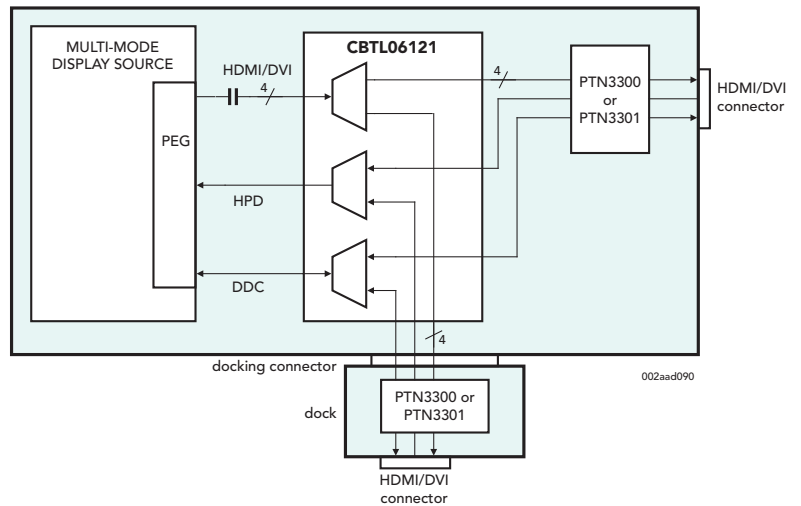 MULTI-MODE
DISPLAY SOURCE
PEG
HDMI/DVI
4
HPD
DDC
CBTL06121
4
PTN3300
or
PTN3301
HDMI/DVI
connector
4
docking connector
002aad090
dock
PTN3300 or
PTN3301
HDMI/DVI
connector